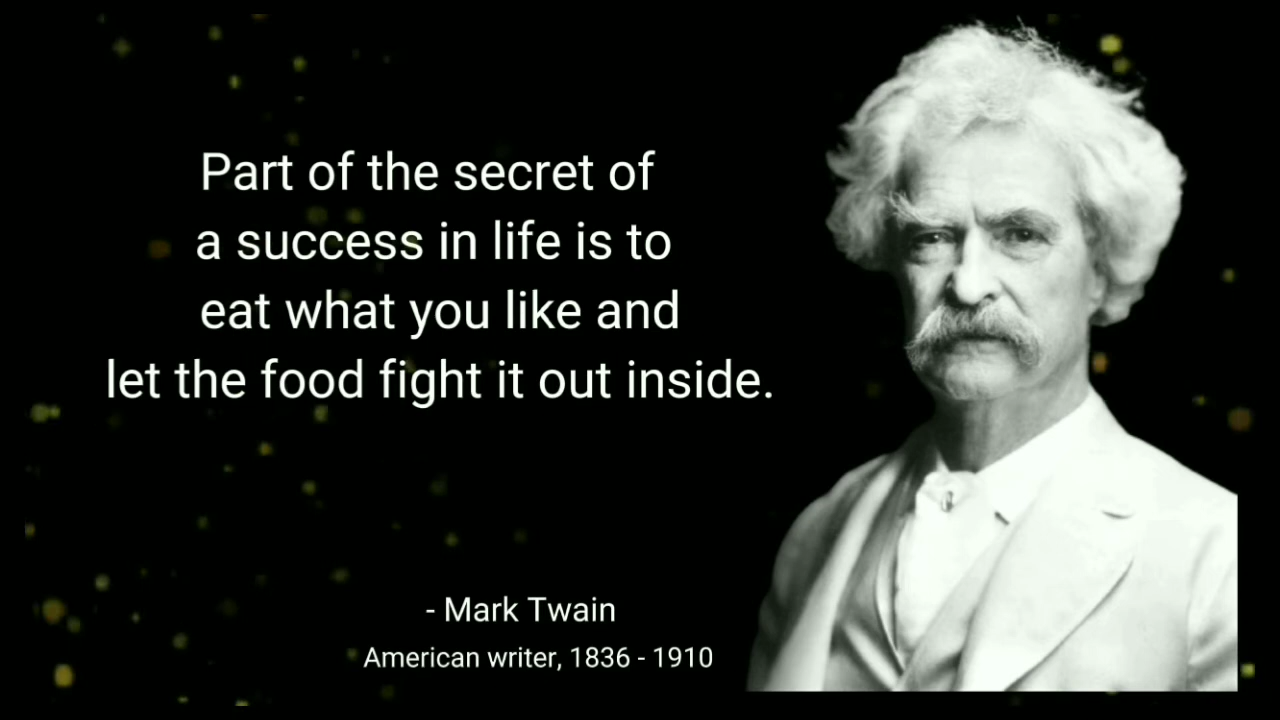 Part of the secret of
a success in life is to
eat what you like and
let the food fight it out inside.
- Mark Twain
American writer, 1836 - 1910